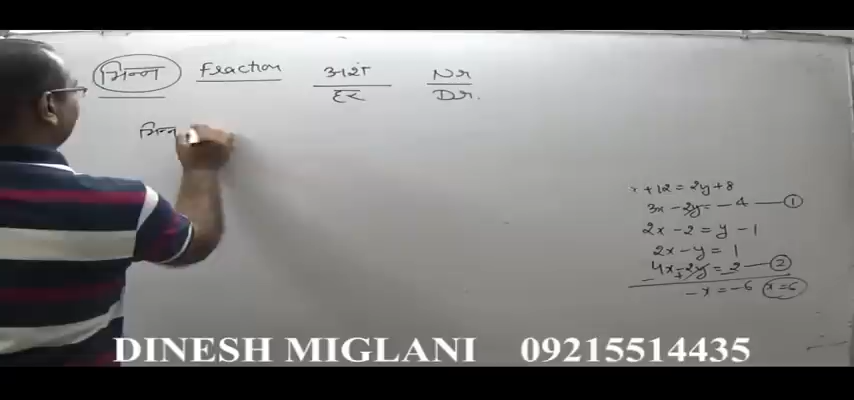 भिन्न Fraction अंश/हर Nr/Dr.
भिन्न
x+12=2y+8
3x-2y=-4 —①
2x-2=y-1
2x-y=1
4x-2y=2 —②
-x=-6 x=6
DINESH MIGLANI 09215514435